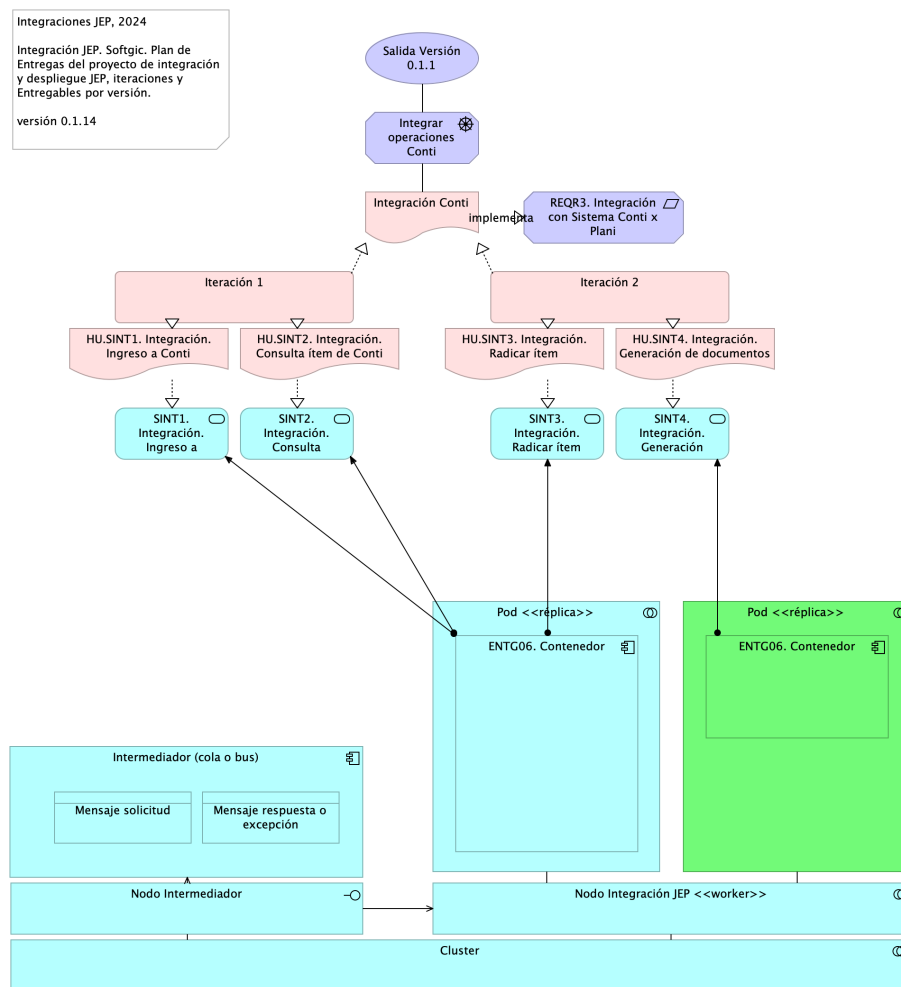 Integraciones JEP, 2024
Integración JEP. Softgic. Plan de
Entregas del proyecto de integración
y despliegue JEP, iteraciones y
Entregables por versión.
versión 0.1.14
Salida Versión
0.1.1
Integrar
operaciones
Conti
Integración Conti
implementa
REQR3. Integración
con Sistema Conti x
Plani
Iteración 1
Iteración 2
HU.SINT1. Integración.
Ingreso a Conti
HU.SINT2. Integración.
Consulta ítem de Conti
HU.SINT3. Integración.
Radicar ítem
HU.SINT4. Integración.
Generación de documentos
SINT1.
Integración.
Ingreso a
SINT2.
Integración.
Consulta
SINT3.
Integración.
Radicar ítem
SINT4.
Integración.
Generación
Pod <<réplica>>
ENTG06. Contenedor
Pod <<réplica>>
ENTG06. Contenedor
Intermediador (cola o bus)
Mensaje solicitud
Mensaje respuesta o
excepción
Nodo Intermediador
Nodo Integración JEP <<worker>>
Cluster